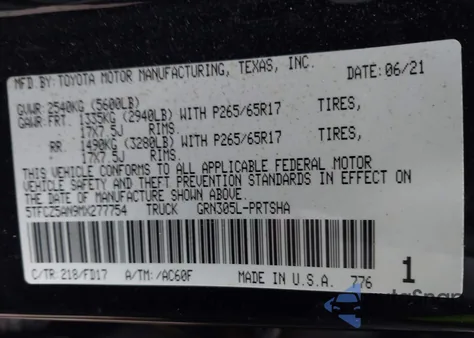 MFD BY: TOYOTA MOTOR MANUFACTURING, TEXAS, INC. DATE: 06/21
GVWR: 2540KG (5600LB)
GAWR: FRT. 1335KG (2940LB) WITH P265/65R17 TIRES,
17X7.5J RIMS.
RR. 1490KG (3280LB) WITH P265/65R17 TIRES,
17X7.5J RIMS.
THIS VEHICLE CONFORMS TO ALL APPLICABLE FEDERAL MOTOR
VEHICLE SAFETY AND THEFT PREVENTION STANDARDS IN EFFECT ON
THE DATE OF MANUFACTURE SHOWN ABOVE.
5TFCZ5AN9MX277754 TRUCK GRN305L-PRTSHA
C/TR: 218/FD17 A/TM: /AC60F MADE IN U.S.A. 776 1